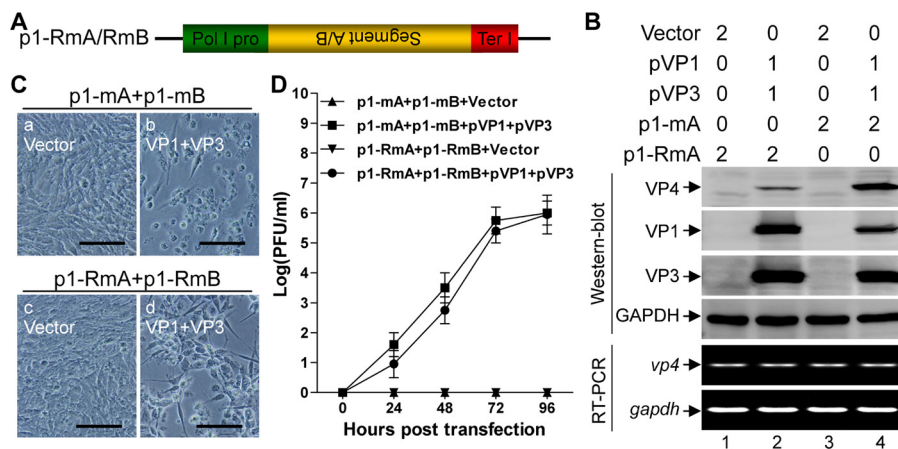 A
p1-RmA/RmB
Pol I pro
Segment A/B
Ter I
B
Vector 2 0 2 0
pVP1 0 1 0 1
pVP3 0 1 0 1
p1-mA 0 0 2 2
p1-RmA 2 2 0 0
Western-blot
VP4
VP1
VP3
GAPDH
RT-PCR
vp4
gapdh
1 2 3 4
C
p1-mA+p1-mB
a
Vector
b
VP1+VP3
p1-RmA+p1-RmB
c
Vector
d
VP1+VP3
D
p1-mA+p1-mB+Vector
p1-mA+p1-mB+pVP1+pVP3
p1-RmA+p1-RmB+Vector
p1-RmA+p1-RmB+pVP1+pVP3
Log(PFU/ml)
10
9
8
7
6
5
4
3
2
1
0
0 24 48 72 96
Hours post transfection